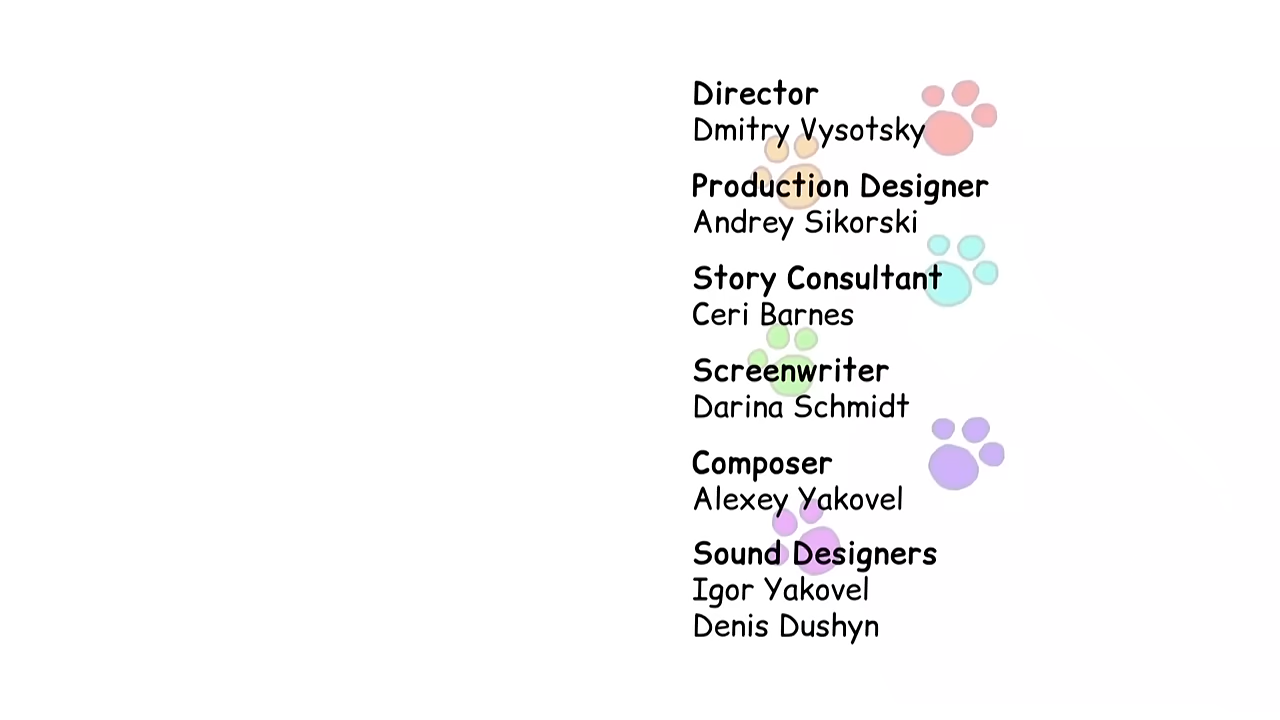 Director
Dmitry Vysotsky
Production Designer
Andrey Sikorski
Story Consultant
Ceri Barnes
Screenwriter
Darina Schmidt
Composer
Alexey Yakovel
Sound Designers
Igor Yakovel
Denis Dushyn